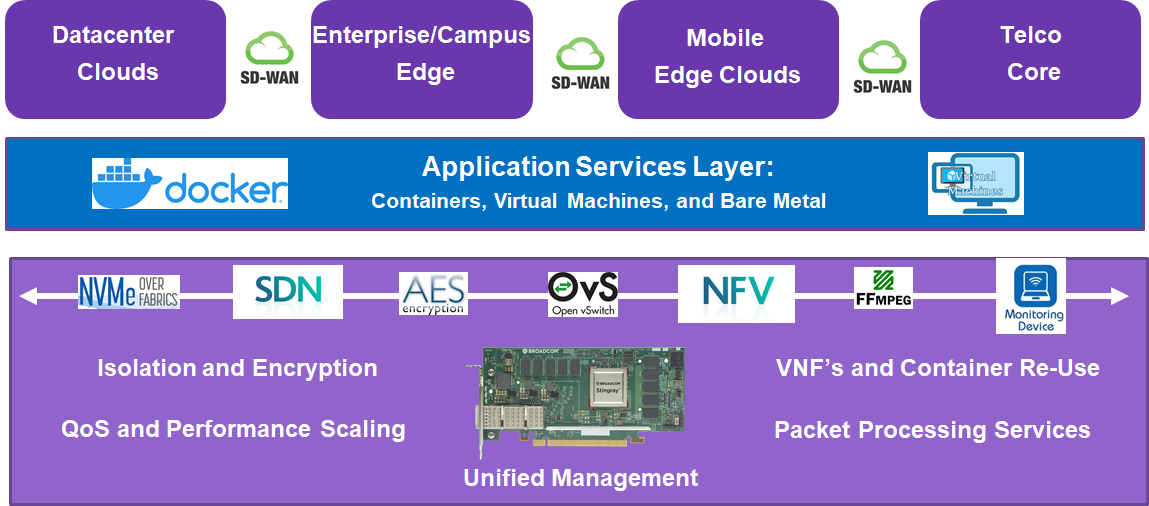 Datacenter
Clouds
SD-WAN
Enterprise/Campus
Edge
SD-WAN
Mobile
Edge Clouds
SD-WAN
Telco
Core
docker
Application Services Layer:
Containers, Virtual Machines, and Bare Metal
Virtual
Machines
NVMe OVER
FABRICS
SDN
AES
encryption
OvS
Open vSwitch
NFV
FFMPEG
Monitoring
Device
Isolation and Encryption
QoS and Performance Scaling
BROADCOM
BROADCOM
Stingray
VNF’s and Container Re-Use
Packet Processing Services
Unified Management